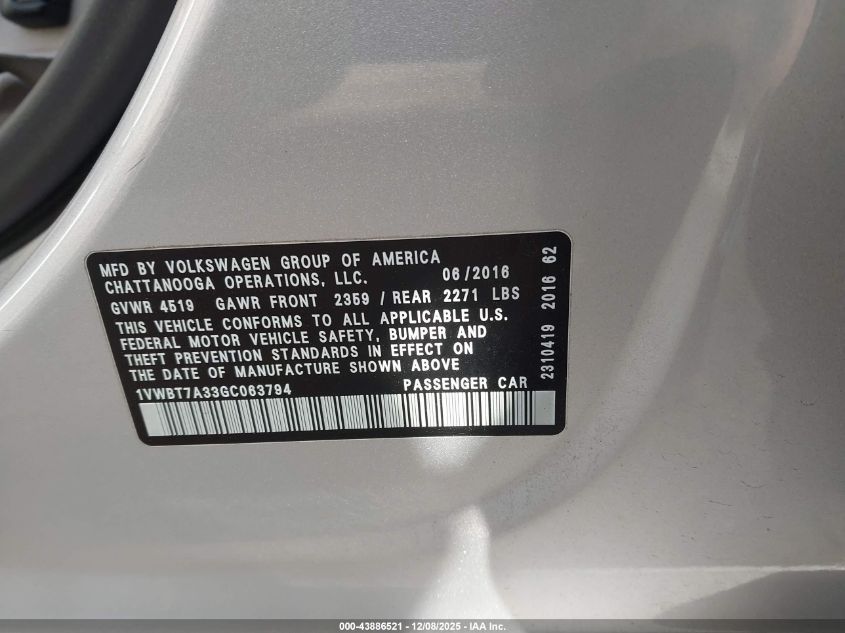 MFD BY VOLKSWAGEN GROUP OF AMERICA
CHATTANOOGA OPERATIONS, LLC. 06/2016
GVWR 4519 GAWR FRONT 2359 / REAR 2271 LBS
THIS VEHICLE CONFORMS TO ALL APPLICABLE U.S.
FEDERAL MOTOR VEHICLE SAFETY, BUMPER AND
THEFT PREVENTION STANDARDS IN EFFECT ON
THE DATE OF MANUFACTURE SHOWN ABOVE
1VWBT7A33GC063794 PASSENGER CAR
2310419 2016 62
000-43886521 - 12/08/2025 - IAA Inc.